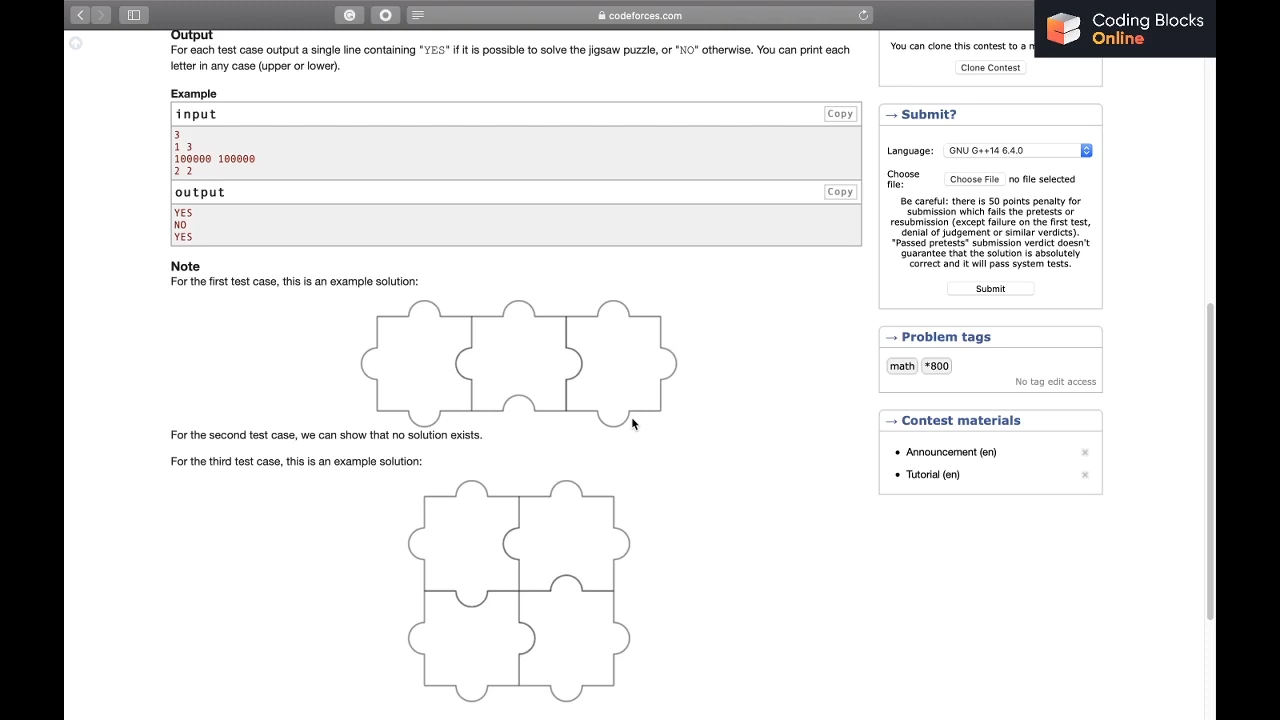 codeforces.com
Coding Blocks
Online
Output
For each test case output a single line containing "YES" if it is possible to solve the jigsaw puzzle, or "NO" otherwise. You can print each
letter in any case (upper or lower).
Example
input
Copy
3
1 3
100000 100000
2 2
output
Copy
YES
NO
YES
Note
For the first test case, this is an example solution:
For the second test case, we can show that no solution exists.
For the third test case, this is an example solution:
You can clone this contest to a m
Clone Contest
→ Submit?
Language: GNU G++14 6.4.0
Choose
file:
Choose File no file selected
Be careful: there is 50 points penalty for
submission which fails the pretests or
resubmission (except failure on the first test,
denial of judgement or similar verdicts).
"Passed pretests" submission verdict doesn't
guarantee that the solution is absolutely
correct and it will pass system tests.
Submit
→ Problem tags
math *800
No tag edit access
→ Contest materials
Announcement (en)
Tutorial (en)